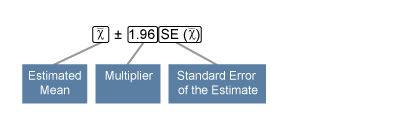 x̄ ± 1.96 SE (x̄)
Estimated
Mean
Multiplier
Standard Error
of the Estimate